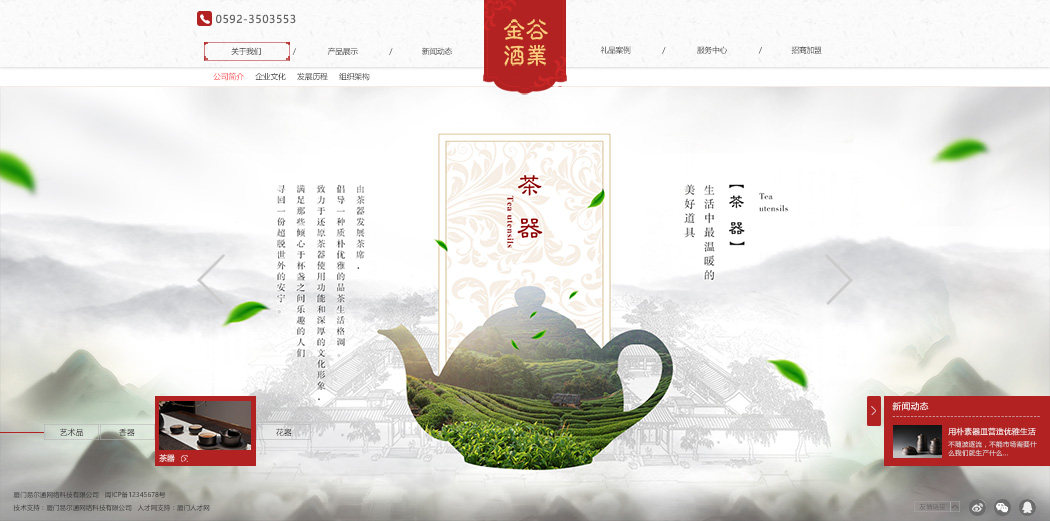 0592-3503553
关于我们 / 产品展示 / 新闻动态
金谷
酒業
礼品案例 / 服务中心 / 招商加盟
公司简介 企业文化 发展历程 组织架构
由茶器发展茶席，
倡导一种质朴优雅的品茶生活格调。
致力于还原茶器使用功能和深厚的文化形象，
满足那些倾心于杯盏之间乐趣的人们
寻回一份超脱世外的安宁。
茶器
Tea utensils
【茶器】
Tea
utensils
生活中最温暖的
美好道具
艺术品
香器
茶器
花器
新闻动态
用朴素器皿营造优雅生活
不随波逐流，不能市场需要什
么我们就生产什么...
厦门易尔通网络科技有限公司 闽ICP备12345678号
技术支持：厦门易尔通网络科技有限公司 人才网支持：厦门人才网
友情链接